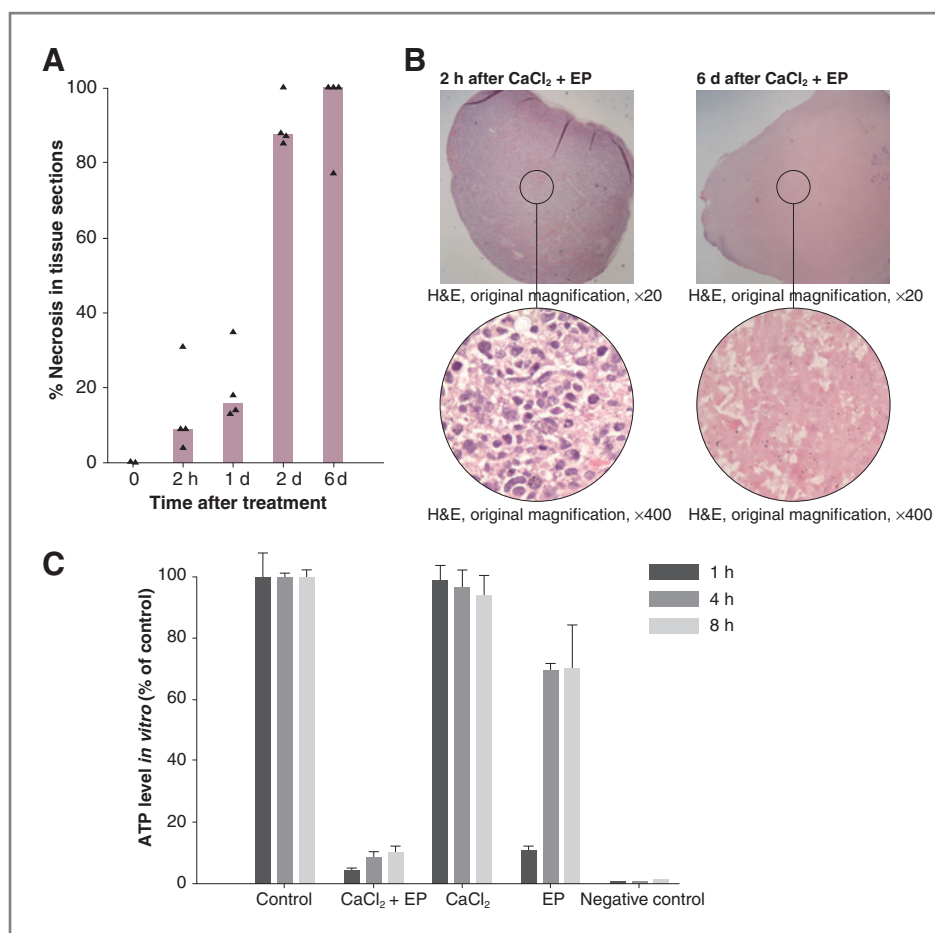 A
% Necrosis in tissue sections
100
80
60
40
20
0
0 2 h 1 d 2 d 6 d
Time after treatment
B
2 h after CaCl₂ + EP
6 d after CaCl₂ + EP
H&E, original magnification, ×20
H&E, original magnification, ×20
H&E, original magnification, ×400
H&E, original magnification, ×400
C
ATP level in vitro (% of control)
100
80
60
40
20
0
Control CaCl₂ + EP CaCl₂ EP Negative control
1 h
4 h
8 h